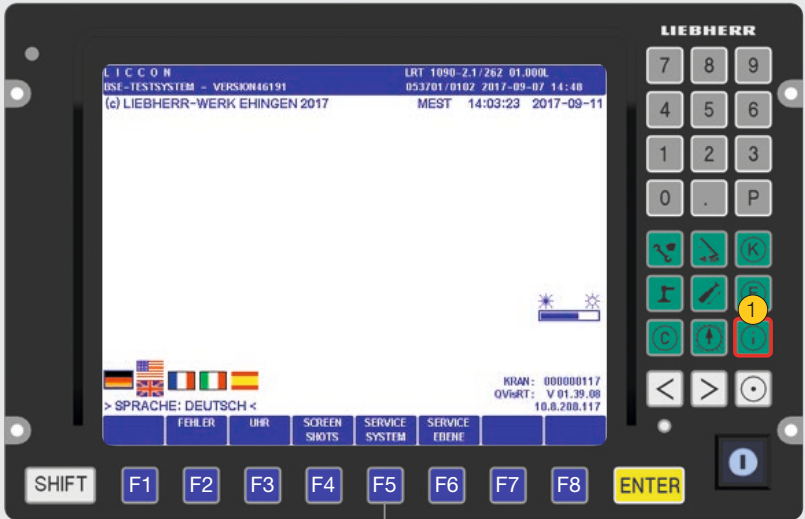 LIEBHERR
LICCON LRT 1090-2.1/262 01.000L
BSE-TESTSYSTEM - VERSION46191 053701/0102 2017-09-07 14:48
(c) LIEBHERR-WERK EHINGEN 2017 MEST 14:03:23 2017-09-11
7 8 9
4 5 6
1 2 3
0 . P
K
1
C i
KRAN: 000000117
QVisRT: V 01.39.08
> SPRACHE: DEUTSCH < 10.8.208.117
< >
FEHLER UHR SCREEN SHOTS SERVICE SYSTEM SERVICE EBENE
SHIFT F1 F2 F3 F4 F5 F6 F7 F8 ENTER
I